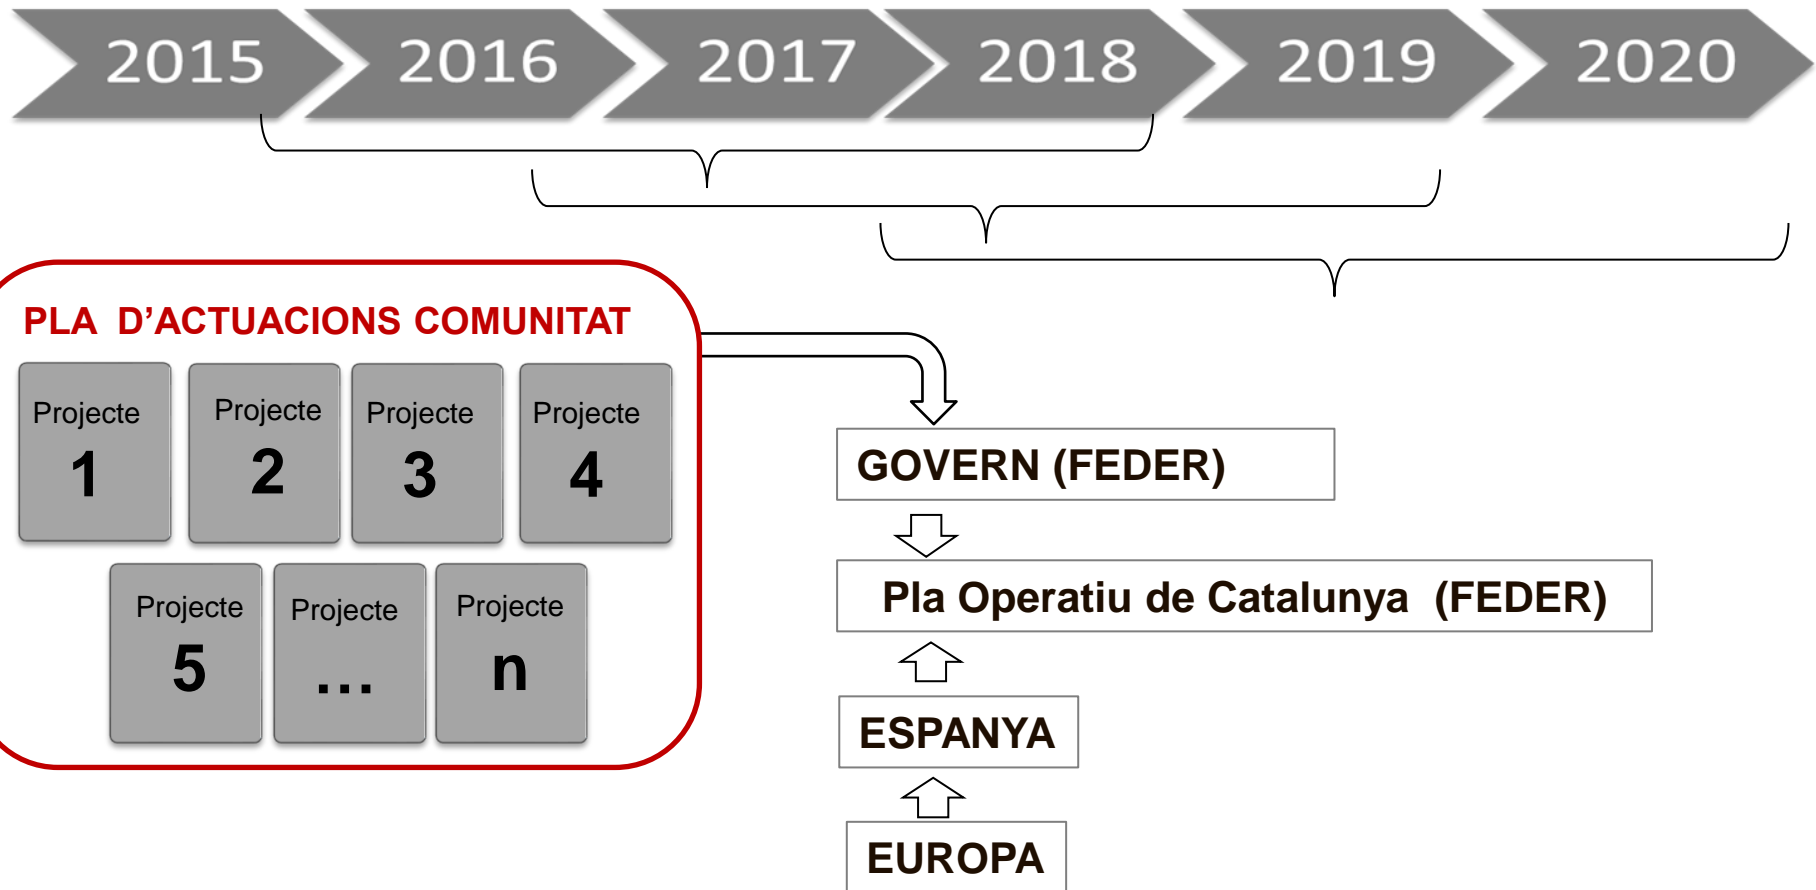 2015 2016 2017 2018 2019 2020
PLA D’ACTUACIONS COMUNITAT
Projecte
1
Projecte
2
Projecte
3
Projecte
4
Projecte
5
Projecte
...
Projecte
n
GOVERN (FEDER)
Pla Operatiu de Catalunya (FEDER)
ESPANYA
EUROPA